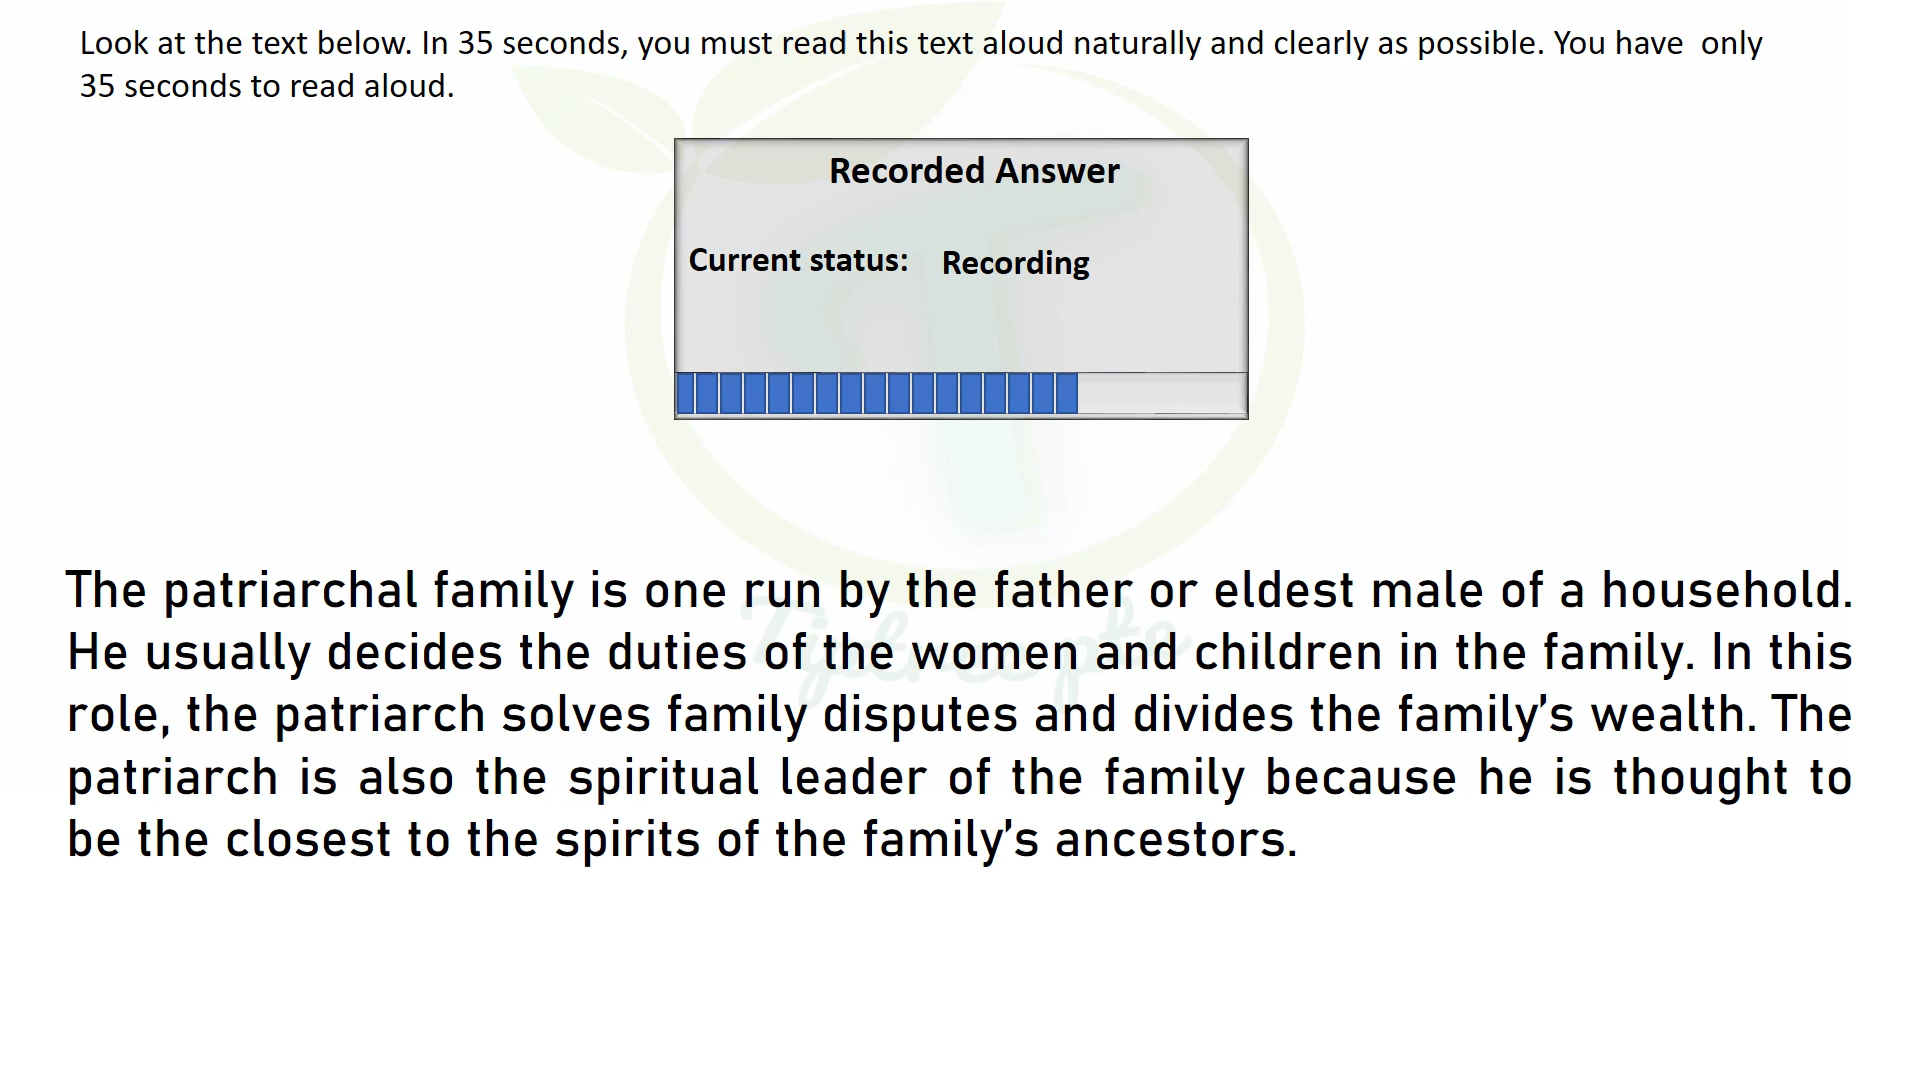 Look at the text below. In 35 seconds, you must read this text aloud naturally and clearly as possible. You have  only
35 seconds to read aloud.
Recorded Answer
Current status: Recording
The patriarchal family is one run by the father or eldest male of a household.
He usually decides the duties of the women and children in the family. In this
role, the patriarch solves family disputes and divides the family’s wealth. The
patriarch is also the spiritual leader of the family because he is thought to
be the closest to the spirits of the family’s ancestors.